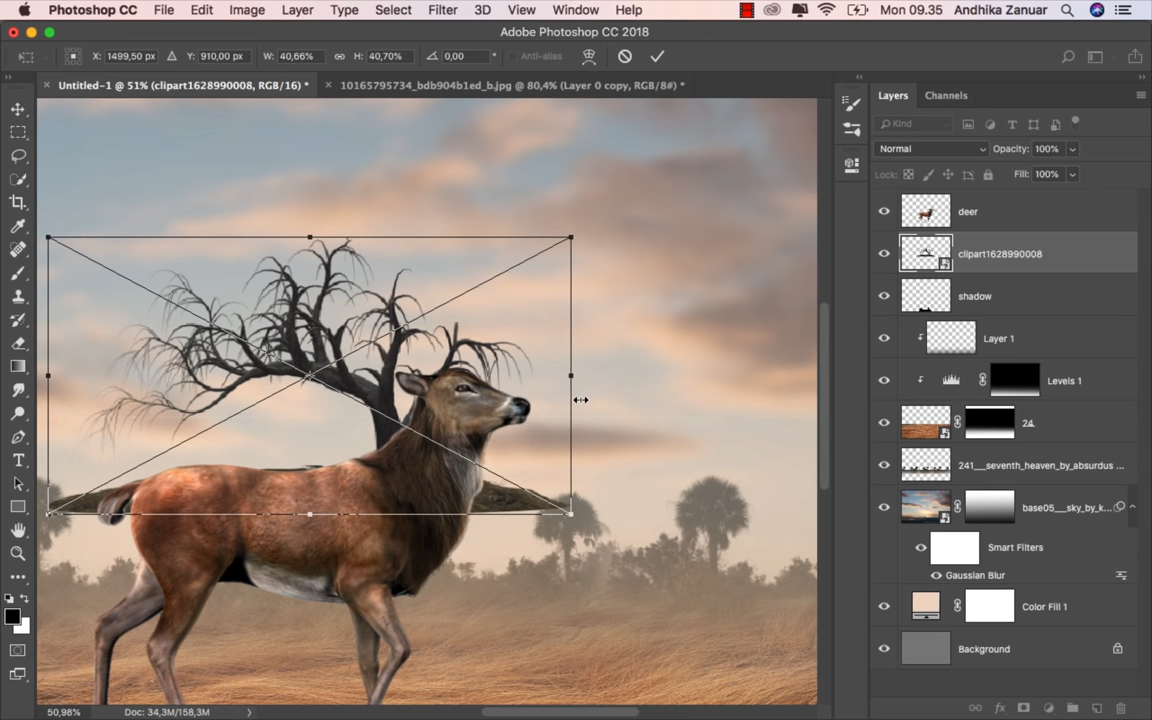 Photoshop CC File Edit Image Layer Type Select Filter 3D View Window Help Mon 09.35 Andhika Zanuar
Adobe Photoshop CC 2018
X: 1499,50 px Y: 910,00 px W: 40,66% H: 40,70% 0,00 ° Anti-alias
Untitled-1 @ 51% (clipart1628990008, RGB/16) * 10165795734_bdb904b1ed_b.jpg @ 80,4% (Layer 0 copy, RGB/8#) *
Layers Channels
Kind
Normal Opacity: 100%
Lock: Fill: 100%
deer
clipart1628990008
shadow
Layer 1
Levels 1
24
241__seventh_heaven_by_absurdus ...
base05__sky_by_k...
Smart Filters
Gaussian Blur
Color Fill 1
Background
50,98% Doc: 34,3M/158,3M